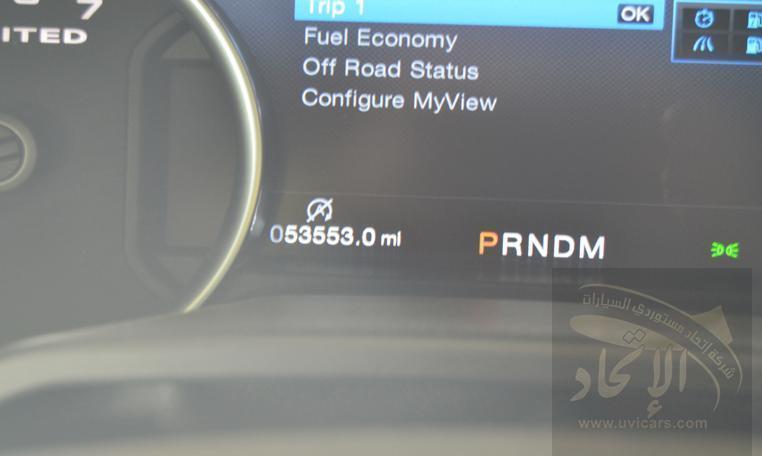 7
ITED
Trip 1
OK
Fuel Economy
Off Road Status
Configure MyView
053553.0 mi
PRNDM
شركة إتحاد مستوردي السيارات
الإتحاد
www.uvicars.com